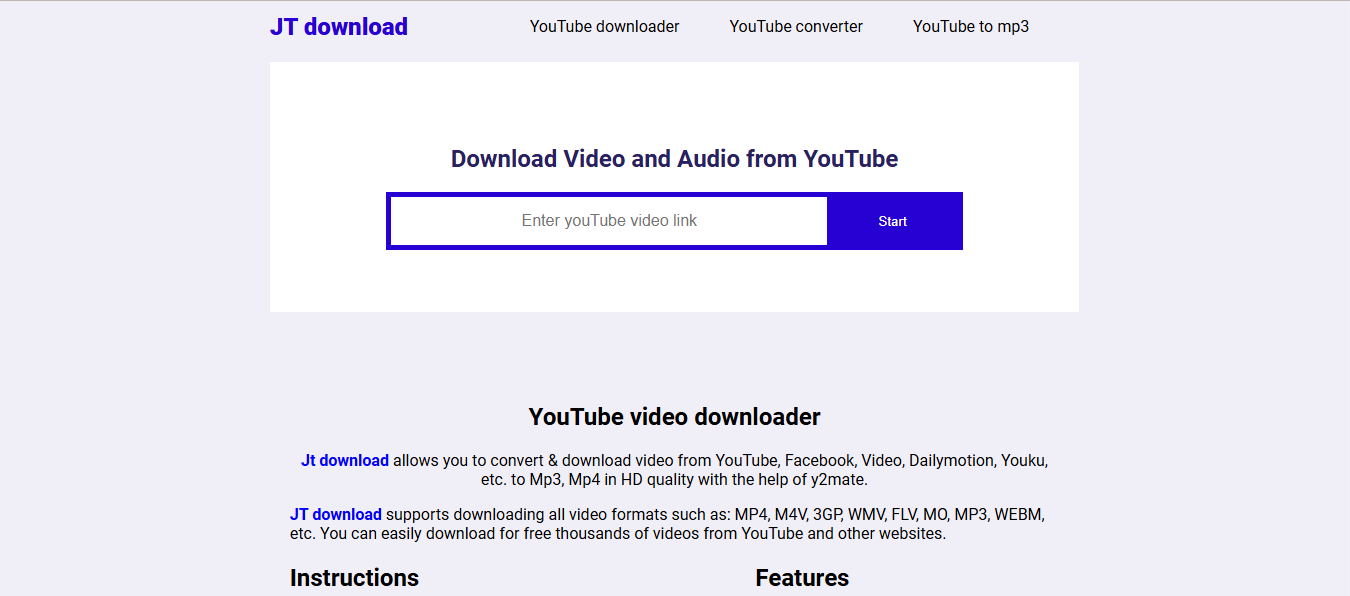 JT download
YouTube downloader
YouTube converter
YouTube to mp3
Download Video and Audio from YouTube
Enter youTube video link
Start
YouTube video downloader
Jt download allows you to convert & download video from YouTube, Facebook, Video, Dailymotion, Youku,
etc. to Mp3, Mp4 in HD quality with the help of y2mate.
JT download supports downloading all video formats such as: MP4, M4V, 3GP, WMV, FLV, MO, MP3, WEBM,
etc. You can easily download for free thousands of videos from YouTube and other websites.
Instructions
Features